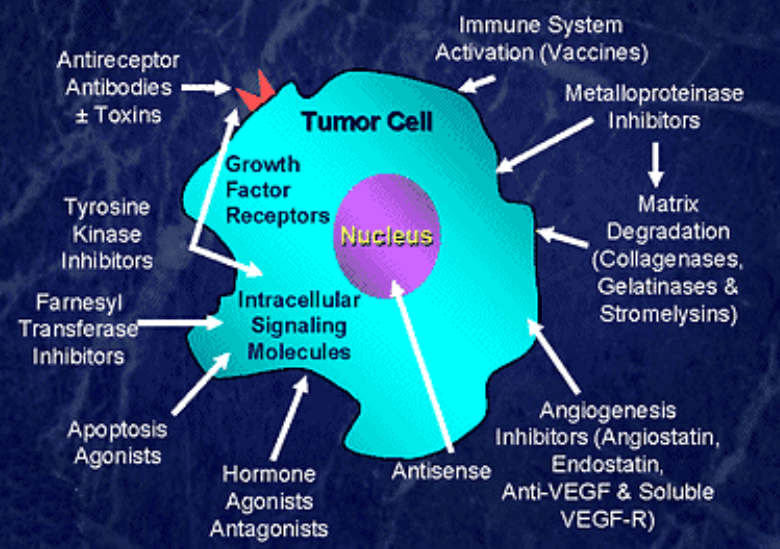 Immune System
Activation (Vaccines)
Antireceptor
Antibodies
± Toxins
Metalloproteinase
Inhibitors
Tumor Cell
Growth
Factor
Receptors
Nucleus
Tyrosine
Kinase
Inhibitors
Matrix
Degradation
(Collagenases,
Gelatinases &
Stromelysins)
Farnesyl
Transferase
Inhibitors
Intracellular
Signaling
Molecules
Apoptosis
Agonists
Hormone
Agonists
Antagonists
Antisense
Angiogenesis
Inhibitors (Angiostatin,
Endostatin,
Anti-VEGF & Soluble
VEGF-R)